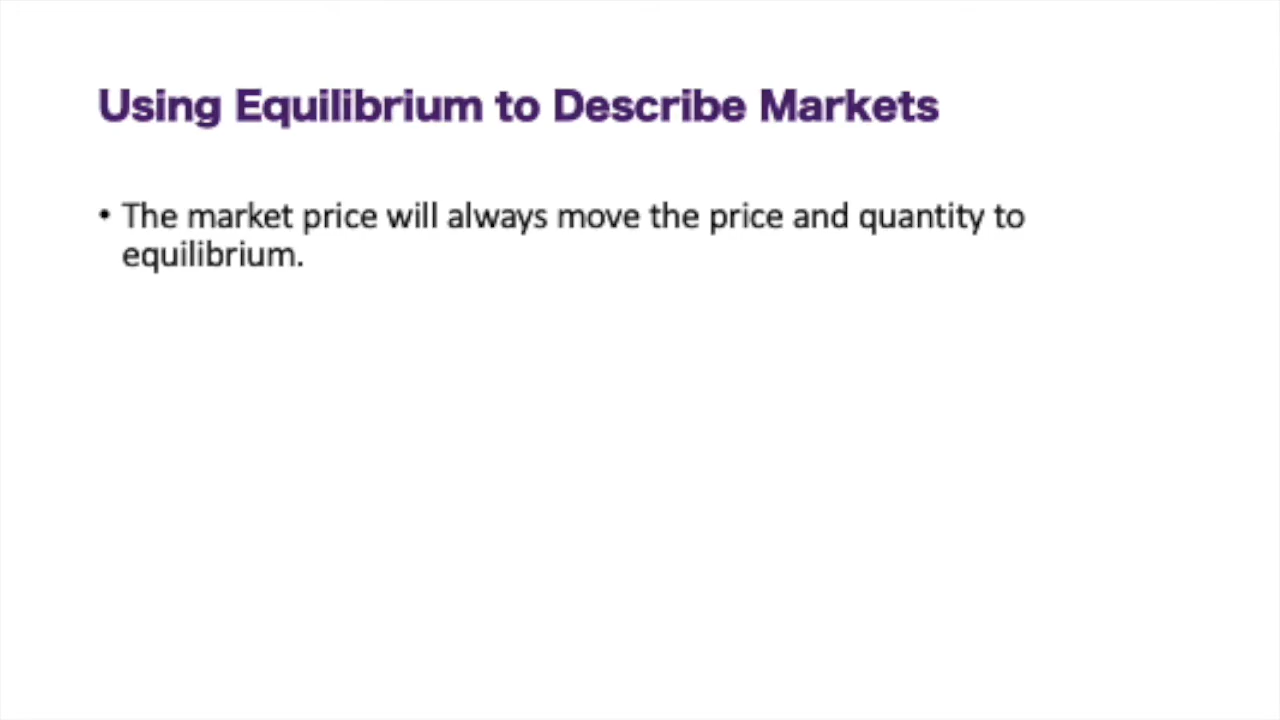 Using Equilibrium to Describe Markets
• The market price will always move the price and quantity to
equilibrium.